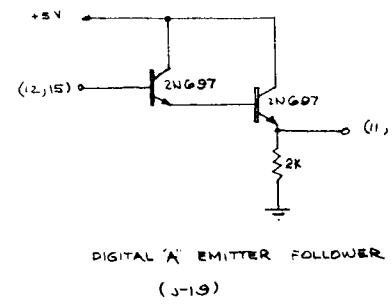 +5V
(12,15)
2N697
2N697
(11,
2K
DIGITAL "A" EMITTER FOLLOWER
(J-19)